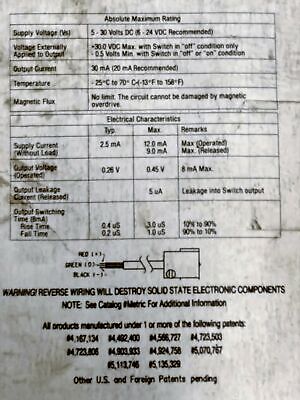 Absolute Maximum Rating
Supply Voltage (Vs) 5 - 30 Volts DC (6 - 24 VDC Recommended)
Voltage Externally +30.0 VDC Max. with Switch in "off" condition only
Applied to Output - 0.5 Volts Min. with Switch in "off" or "on" condition
Output Current 30 mA (20 mA Recommended)
Temperature - 25°C to 70° C-(-13°F to 158°F)
Magnetic Flux No limit. The circuit cannot be damaged by magnetic
overdrive.
Electrical Characteristics
Typ. Max. Remarks
Supply Current 2.5 mA 12.0 mA Max (Operated)
(Without Load) 9.0 mA Max. (Released)
Output Voltage 0.26 V 0.45 V 8 mA Max.
(Operated)
Output Leakage 5 uA Leakage into Switch output
Current (Released)
Output Switching
Time (8mA)
Rise Time 0.4 uS 3.0 uS 10% to 90%
Fall Time 0.2 uS 1.0 uS 90% to 10%
RED (+)
GREEN (O)
BLACK (-)
WARNING! REVERSE WIRING WILL DESTROY SOLID STATE ELECTRONIC COMPONENTS
NOTE: See Catalog #Metric For Additional Information
All products manufactured under 1 or more of the following patents:
#4,167,134 #4,492,400 #4,566,727 #4,723,503
#4,723,806 #4,903,933 #4,924,758 #5,070,767
#5,113,746 #5,135,329
Other U.S. and Foreign Patents pending